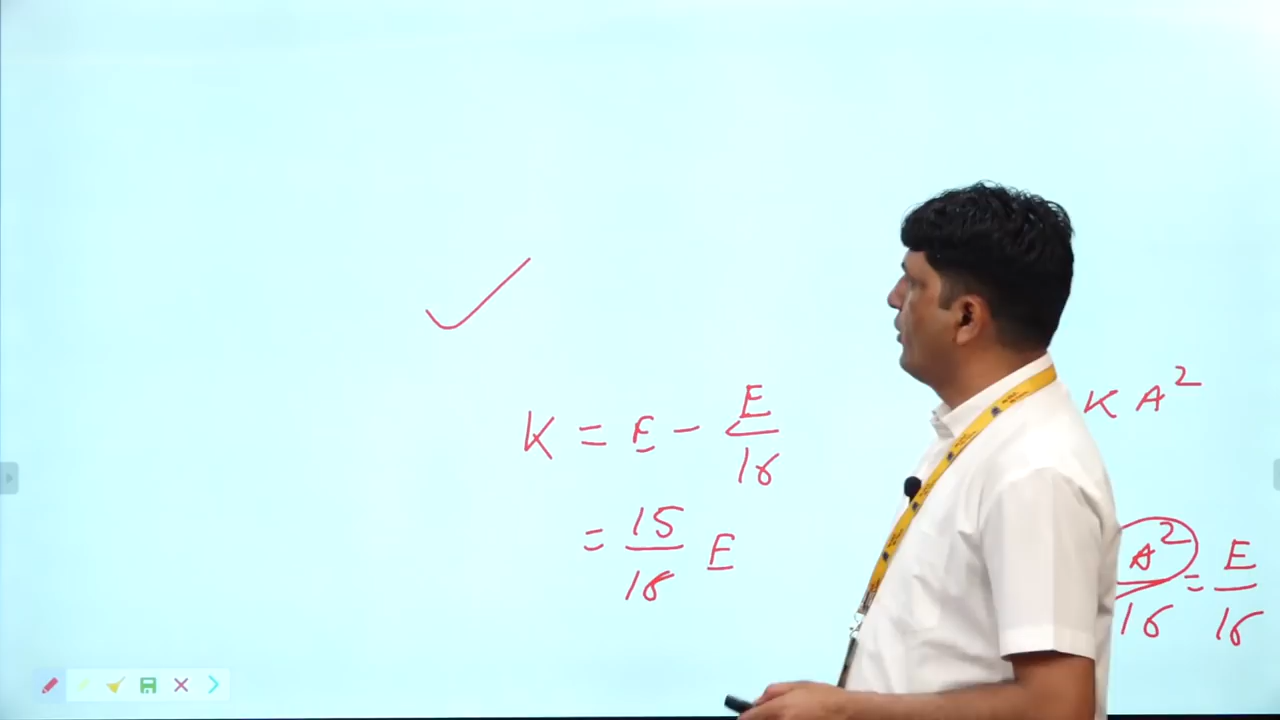 K A²
K = E - E/16
= 15/16 E
A²/16 = E/16